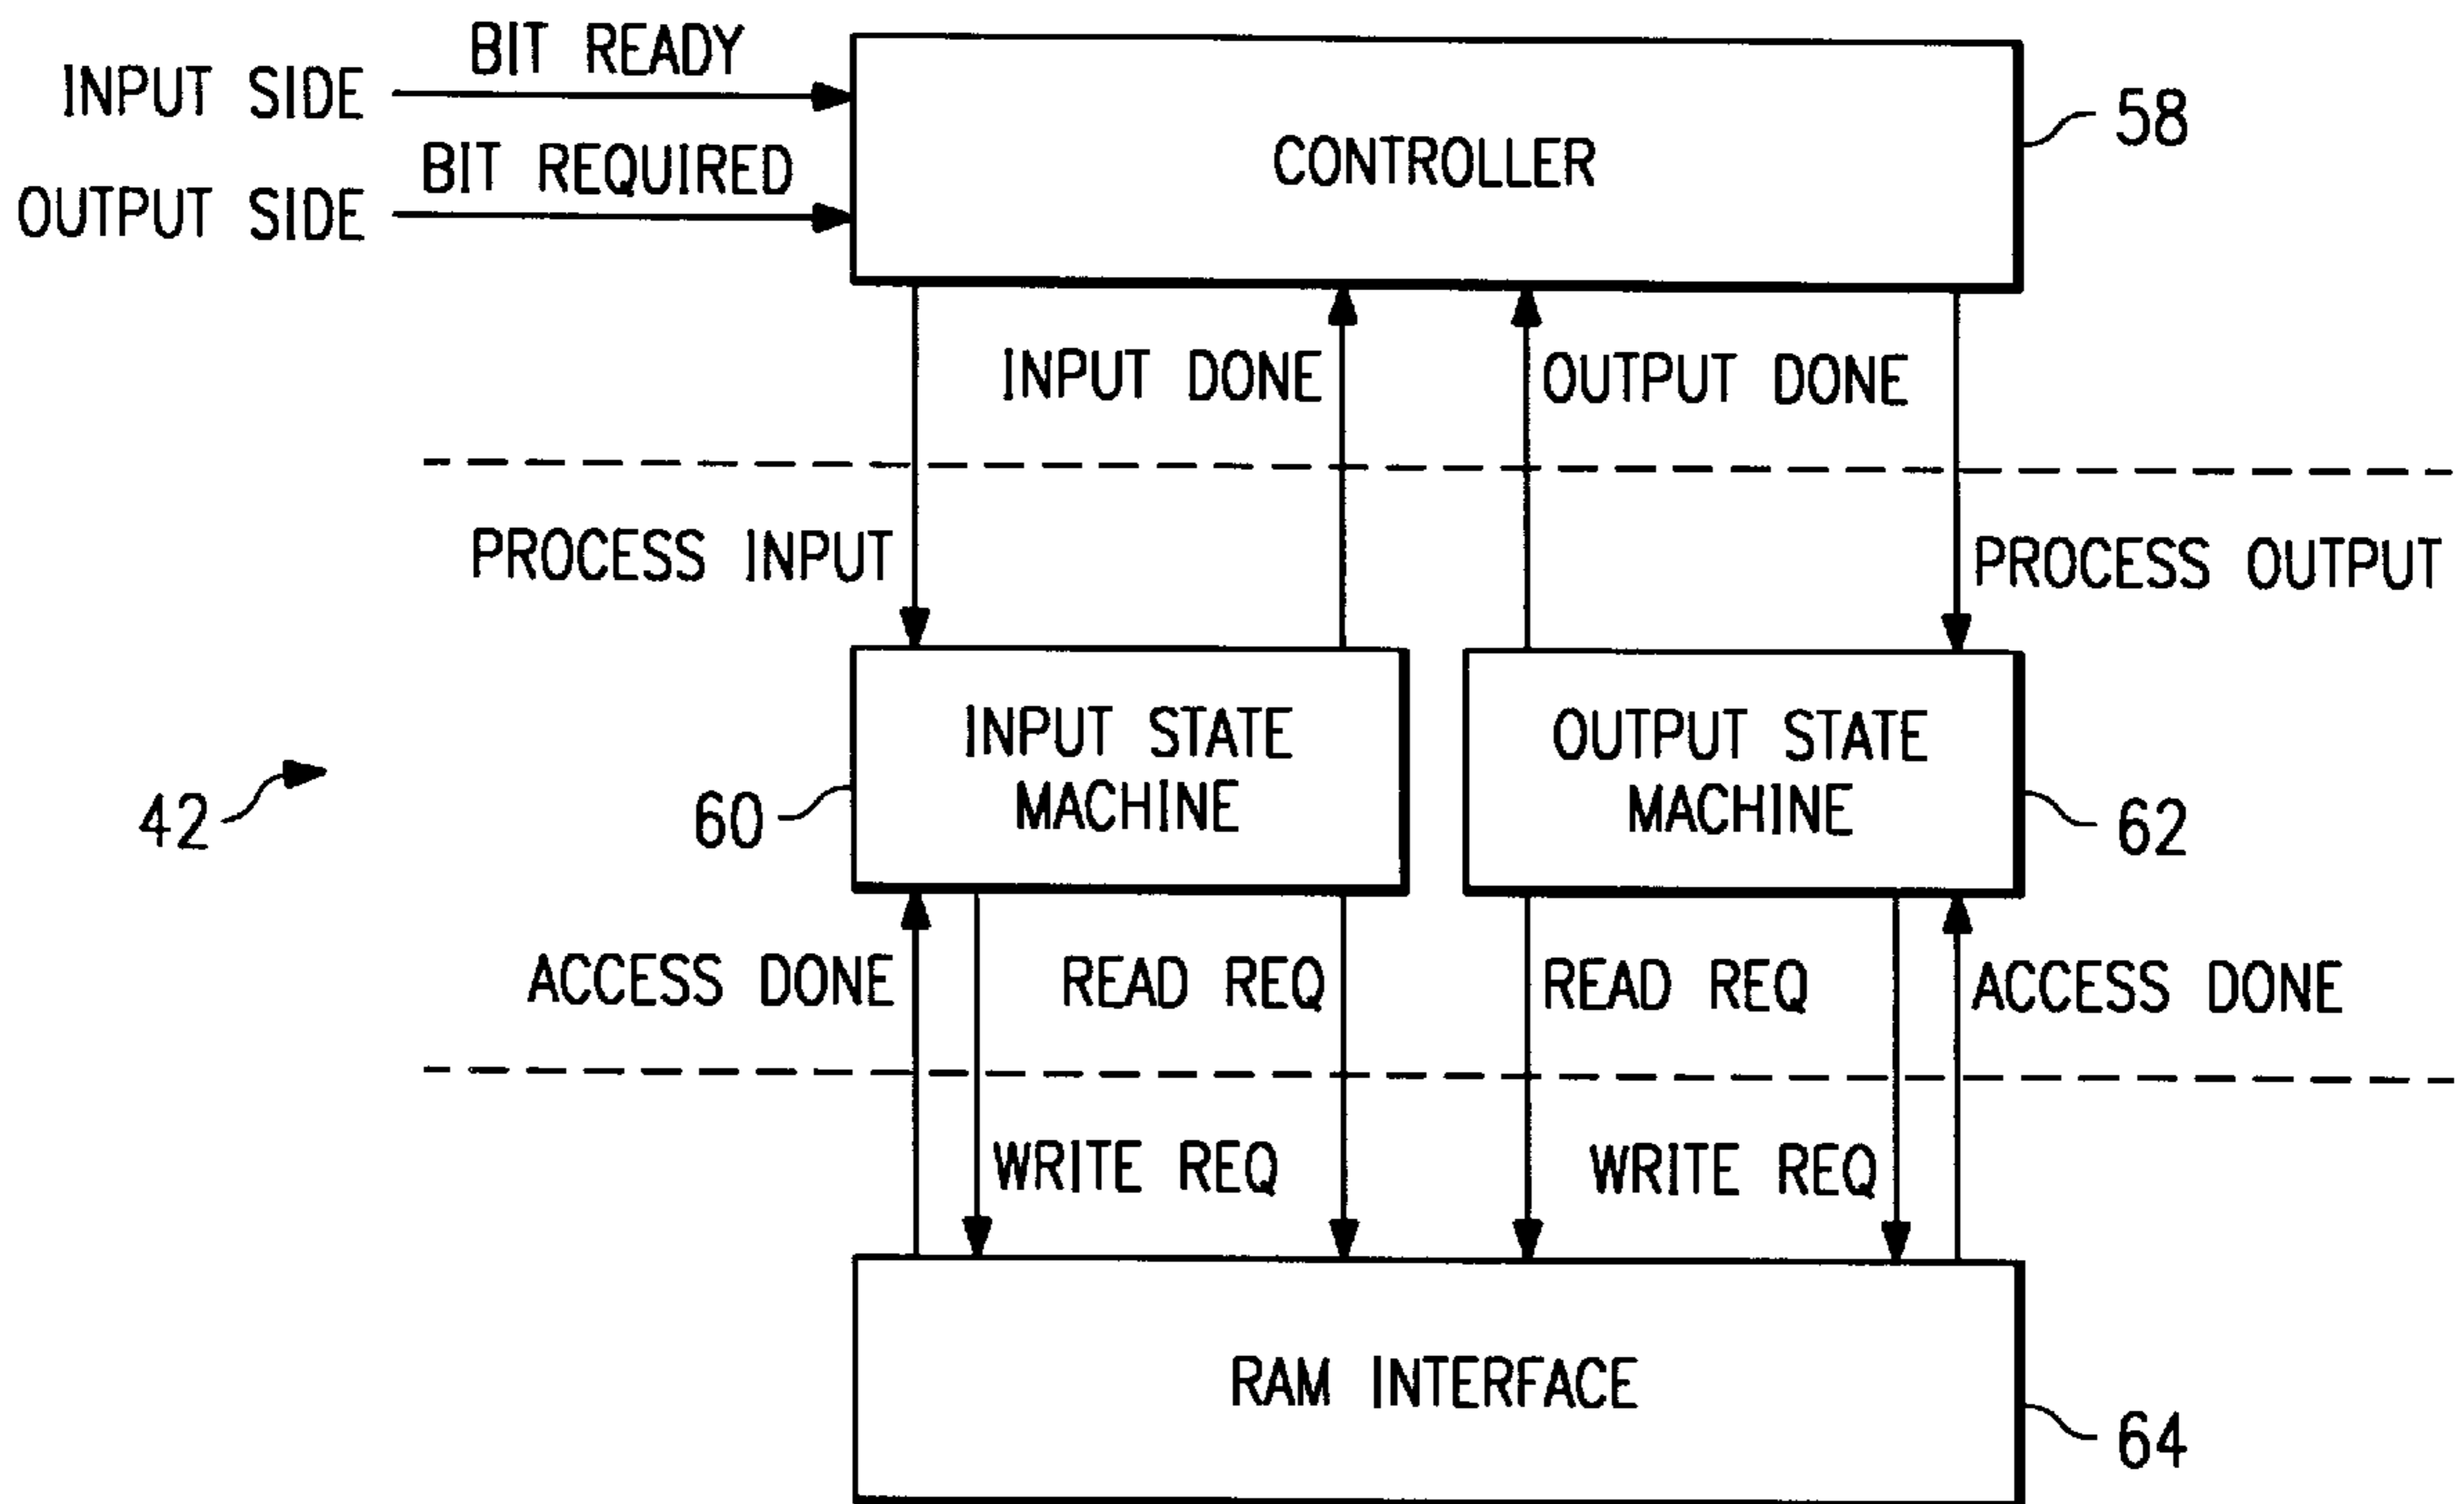 BIT READY
INPUT SIDE
BIT REQUIRED
OUTPUT SIDE
CONTROLLER
58
INPUT DONE
OUTPUT DONE
PROCESS INPUT
PROCESS OUTPUT
INPUT STATE
MACHINE
OUTPUT STATE
MACHINE
42
60
62
ACCESS DONE
READ REQ
READ REQ
ACCESS DONE
WRITE REQ
WRITE REQ
RAM INTERFACE
64